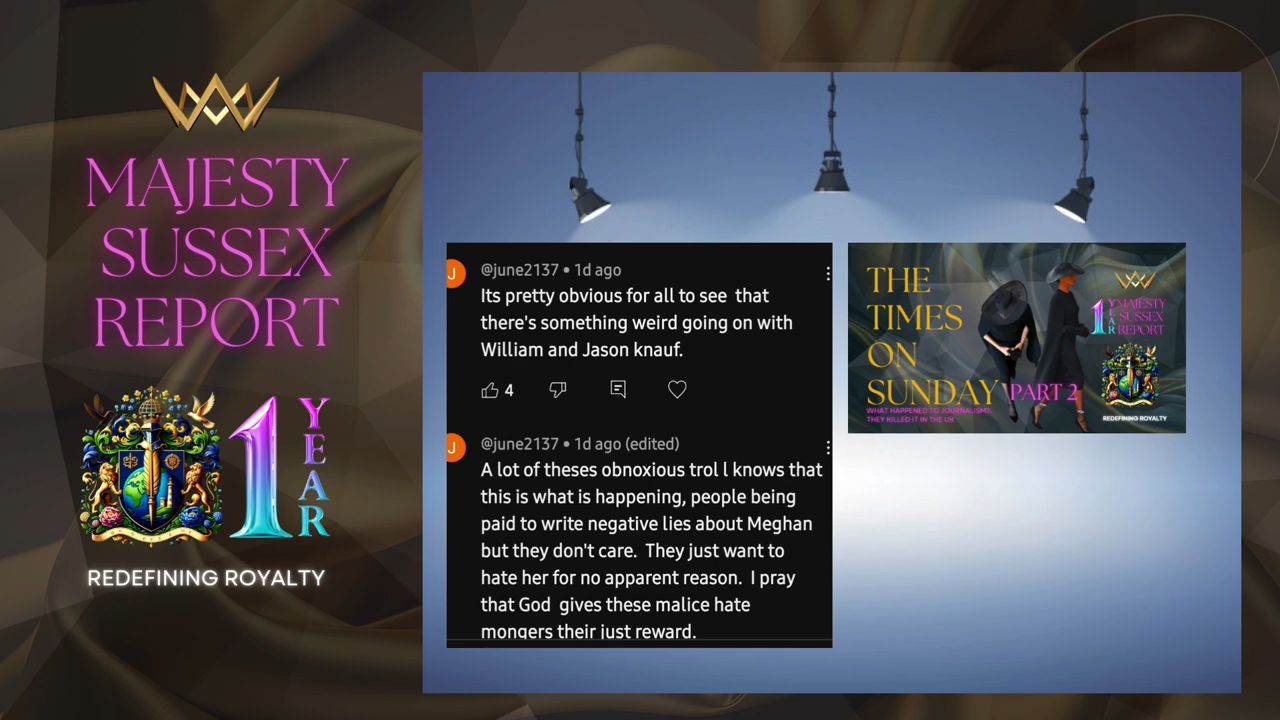 MAJESTY
SUSSEX
REPORT
1
YEAR
REDEFINING ROYALTY
J
@june2137 • 1d ago
Its pretty obvious for all to see that
there's something weird going on with
William and Jason knauf.
4
J
@june2137 • 1d ago (edited)
A lot of theses obnoxious trol l knows that
this is what is happening, people being
paid to write negative lies about Meghan
but they don't care. They just want to
hate her for no apparent reason. I pray
that God gives these malice hate
mongers their just reward.
THE
TIMES
ON
SUNDAY PART 2
WHAT HAPPENED TO JOURNALISM?
THEY KILLED IT IN THE UK
1
YEAR
MAJESTY
SUSSEX
REPORT
REDEFINING ROYALTY